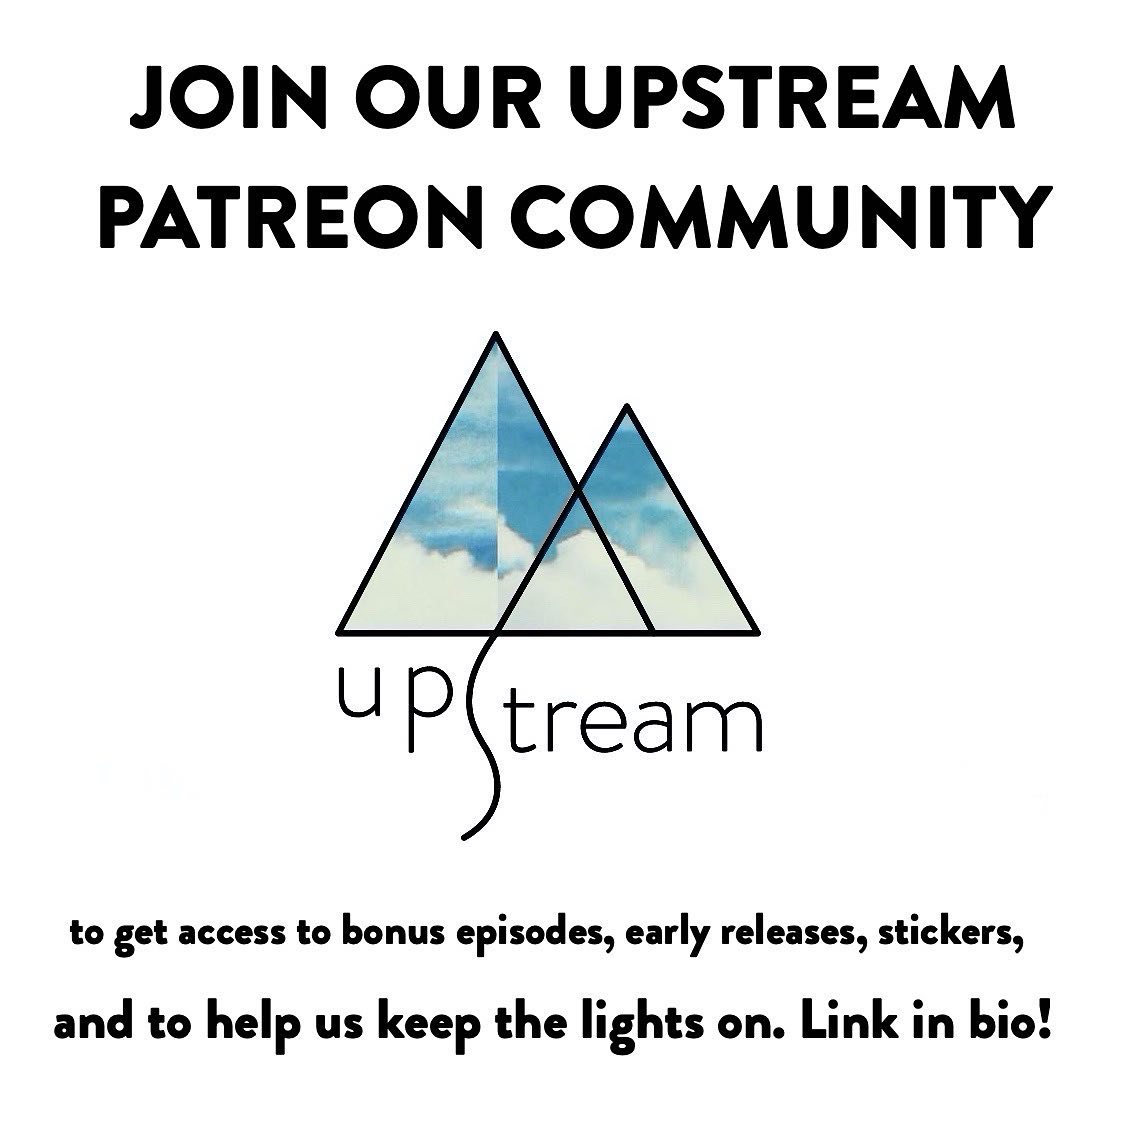 JOIN OUR UPSTREAM
PATREON COMMUNITY
upstream
to get access to bonus episodes, early releases, stickers,
and to help us keep the lights on. Link in bio!